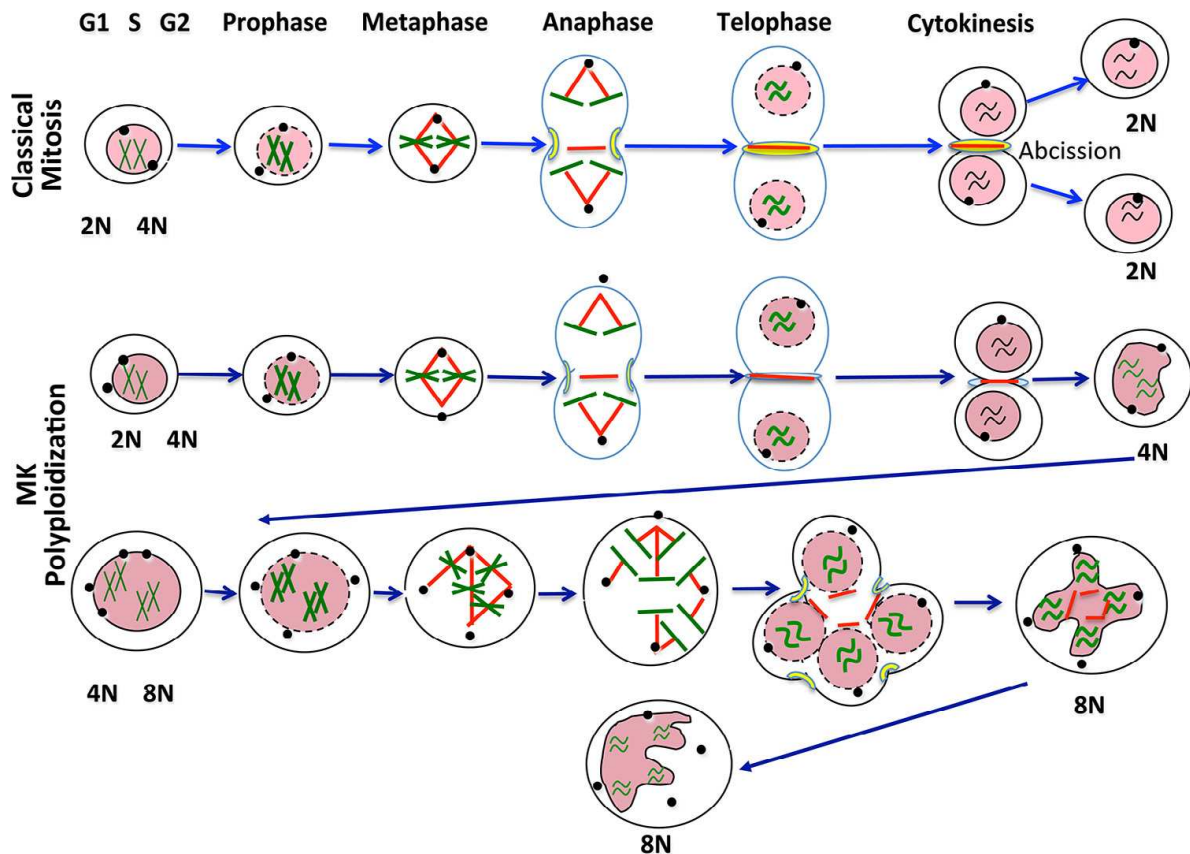 G1 S G2 Prophase Metaphase Anaphase Telophase Cytokinesis
Classical
Mitosis
2N 4N
2N
Abcission
2N
MK
Polyploidization
2N 4N
4N
4N 8N
8N
8N